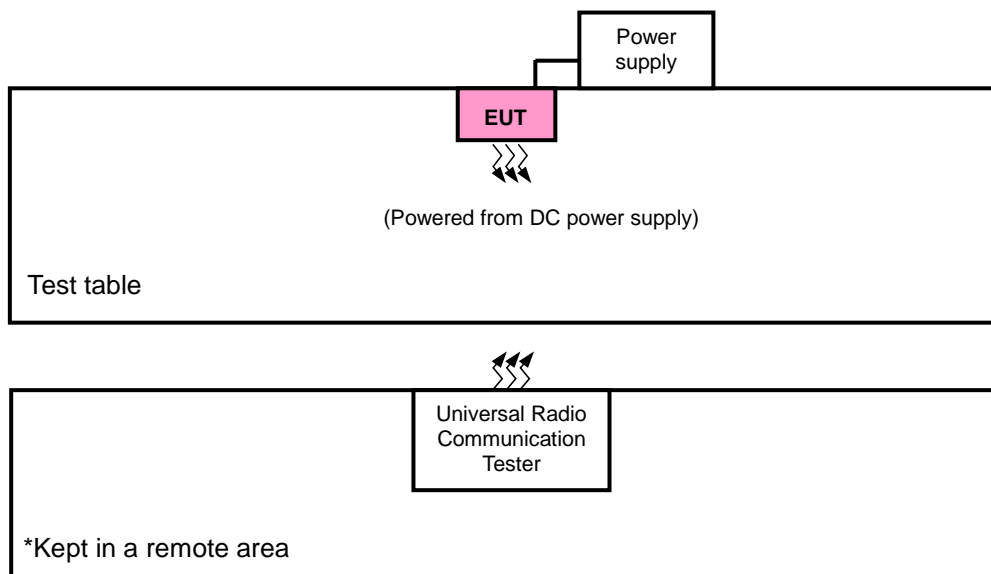 Power
supply
EUT
(Powered from DC power supply)
Test table
Universal Radio
Communication
Tester
*Kept in a remote area